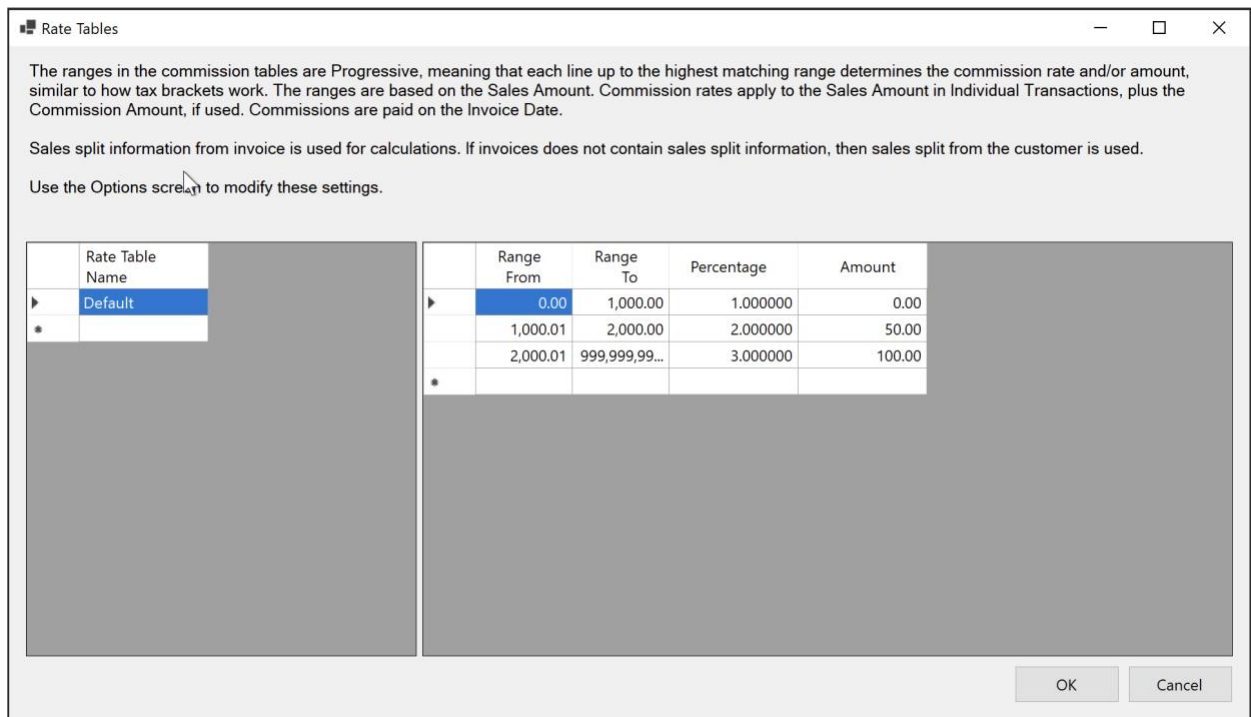 Rate Tables
The ranges in the commission tables are Progressive, meaning that each line up to the highest matching range determines the commission rate and/or amount,
similar to how tax brackets work. The ranges are based on the Sales Amount. Commission rates apply to the Sales Amount in Individual Transactions, plus the
Commission Amount, if used. Commissions are paid on the Invoice Date.
Sales split information from invoice is used for calculations. If invoices does not contain sales split information, then sales split from the customer is used.
Use the Options screen to modify these settings.
Rate Table
Name
Default
Range From Range To Percentage Amount
0.00 1,000.00 1.000000 0.00
1,000.01 2,000.00 2.000000 50.00
2,000.01 999,999,99... 3.000000 100.00
OK Cancel